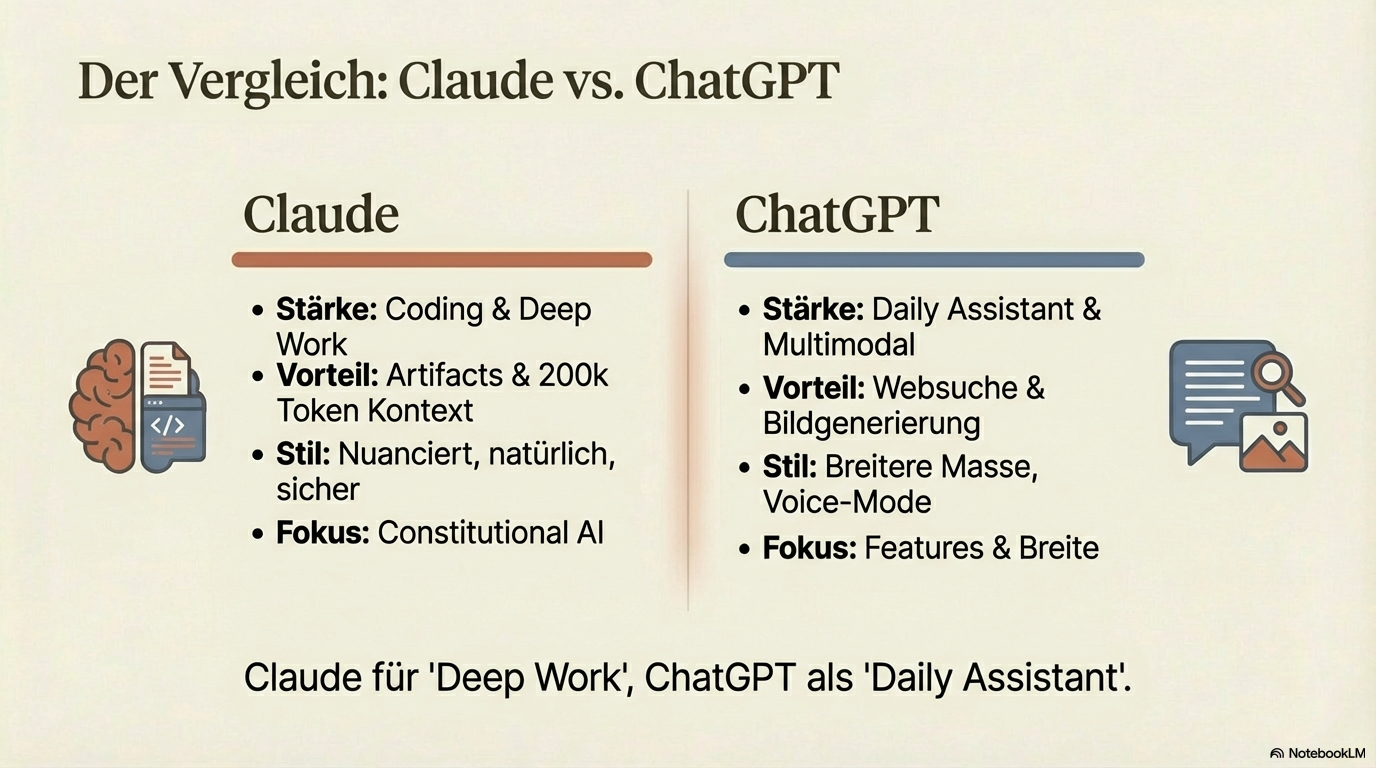 Der Vergleich: Claude vs. ChatGPT
Claude
• Stärke: Coding & Deep
Work
• Vorteil: Artifacts & 200k
Token Kontext
• Stil: Nuanciert, natürlich,
sicher
• Fokus: Constitutional AI
</>
ChatGPT
• Stärke: Daily Assistant &
Multimodal
• Vorteil: Websuche &
Bildgenerierung
• Stil: Breitere Masse,
Voice-Mode
• Fokus: Features & Breite
Claude für 'Deep Work', ChatGPT als 'Daily Assistant'.
NotebookLM